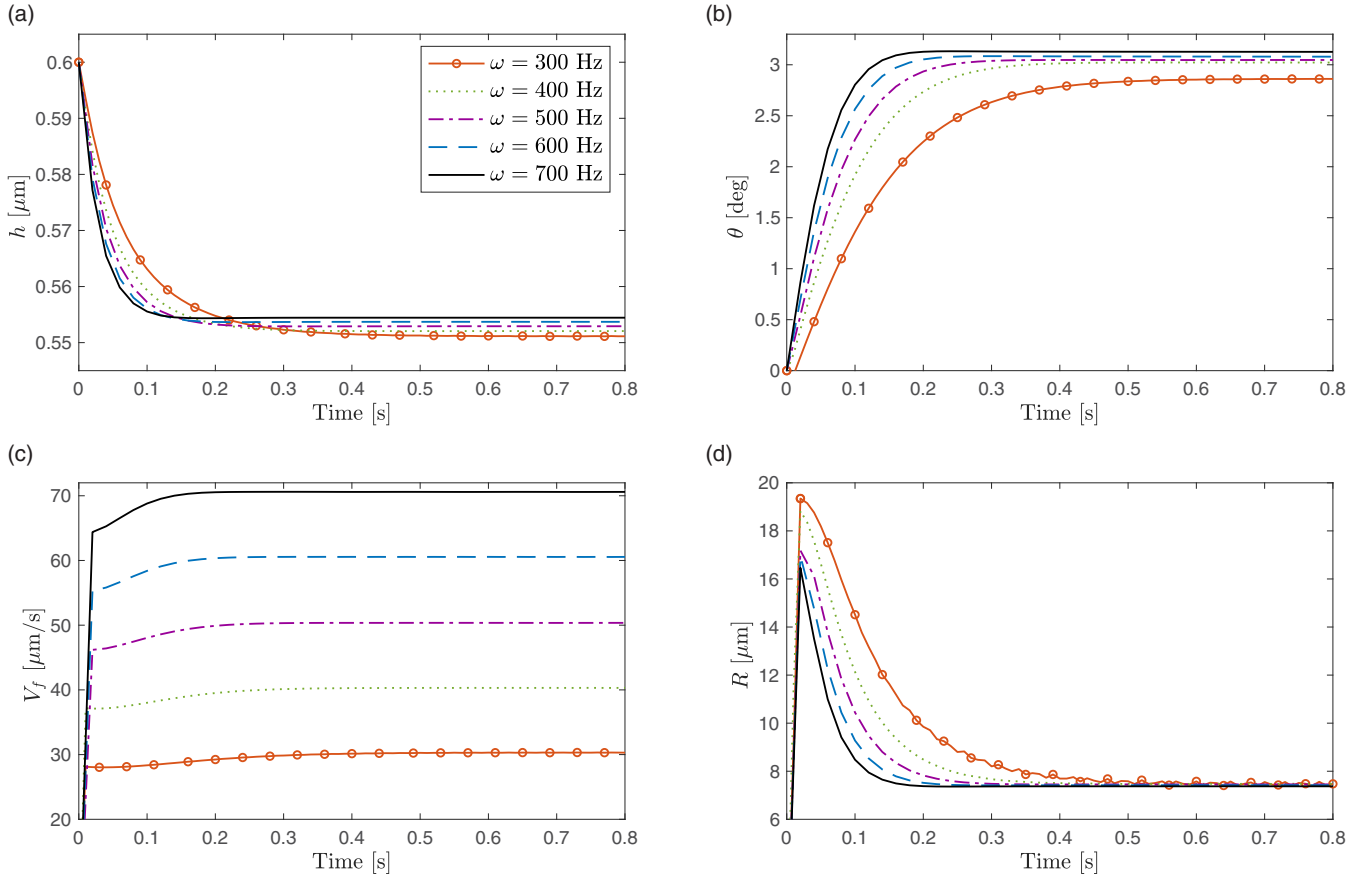 (a)
0.6
0.59
0.58
0.57
0.56
0.55
h [μm]
0 0.1 0.2 0.3 0.4 0.5 0.6 0.7 0.8
Time [s]
ω = 300 Hz
ω = 400 Hz
ω = 500 Hz
ω = 600 Hz
ω = 700 Hz
(b)
3
2.5
2
1.5
1
0.5
0
θ [deg]
0 0.1 0.2 0.3 0.4 0.5 0.6 0.7 0.8
Time [s]
(c)
70
60
50
40
30
20
V_f [μm/s]
0 0.1 0.2 0.3 0.4 0.5 0.6 0.7 0.8
Time [s]
(d)
20
18
16
14
12
10
8
6
R [μm]
0 0.1 0.2 0.3 0.4 0.5 0.6 0.7 0.8
Time [s]